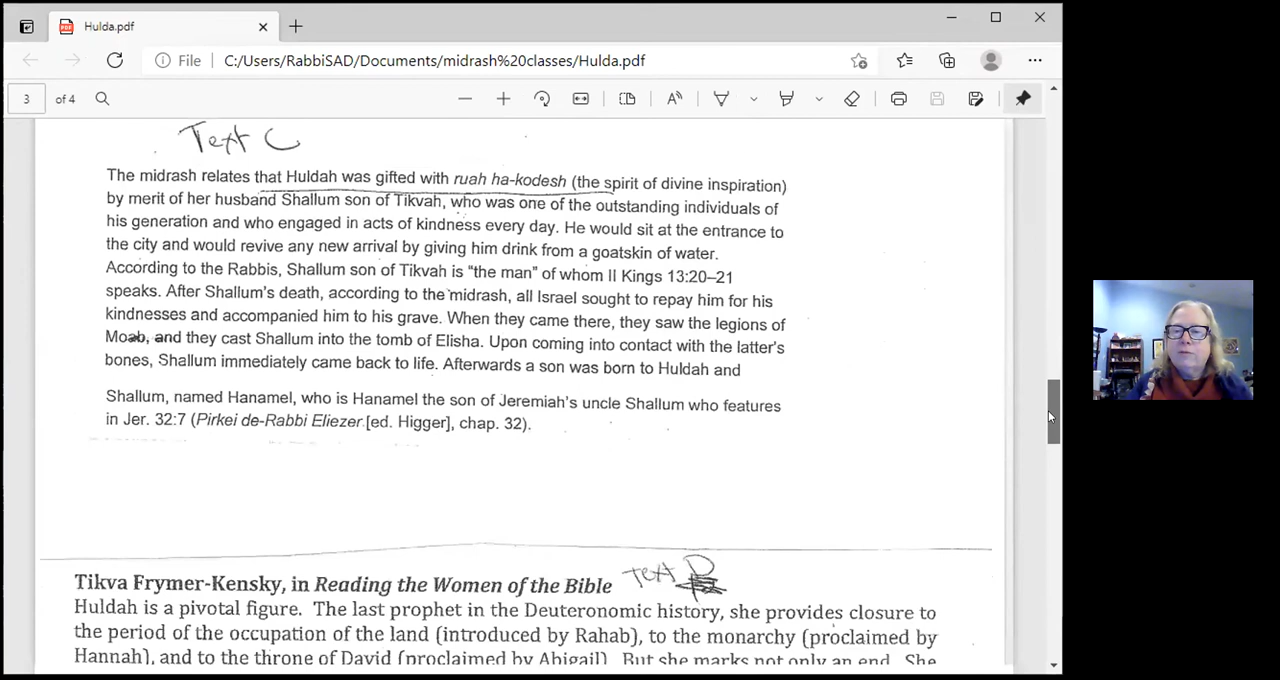 Hulda.pdf
File C:/Users/RabbiSAD/Documents/midrash%20classes/Hulda.pdf
3 of 4
Text C
The midrash relates that Huldah was gifted with ruah ha-kodesh (the spirit of divine inspiration)
by merit of her husband Shallum son of Tikvah, who was one of the outstanding individuals of
his generation and who engaged in acts of kindness every day. He would sit at the entrance to
the city and would revive any new arrival by giving him drink from a goatskin of water.
According to the Rabbis, Shallum son of Tikvah is "the man" of whom II Kings 13:20–21
speaks. After Shallum's death, according to the midrash, all Israel sought to repay him for his
kindnesses and accompanied him to his grave. When they came there, they saw the legions of
Moab, and they cast Shallum into the tomb of Elisha. Upon coming into contact with the latter's
bones, Shallum immediately came back to life. Afterwards a son was born to Huldah and
Shallum, named Hanamel, who is Hanamel the son of Jeremiah's uncle Shallum who features
in Jer. 32:7 (Pirkei de-Rabbi Eliezer [ed. Higger], chap. 32).
Tikva Frymer-Kensky, in Reading the Women of the Bible Text D
Huldah is a pivotal figure. The last prophet in the Deuteronomic history, she provides closure to
the period of the occupation of the land (introduced by Rahab), to the monarchy (proclaimed by
Hannah), and to the throne of David (proclaimed by Abigail). But she marks not only an end. She